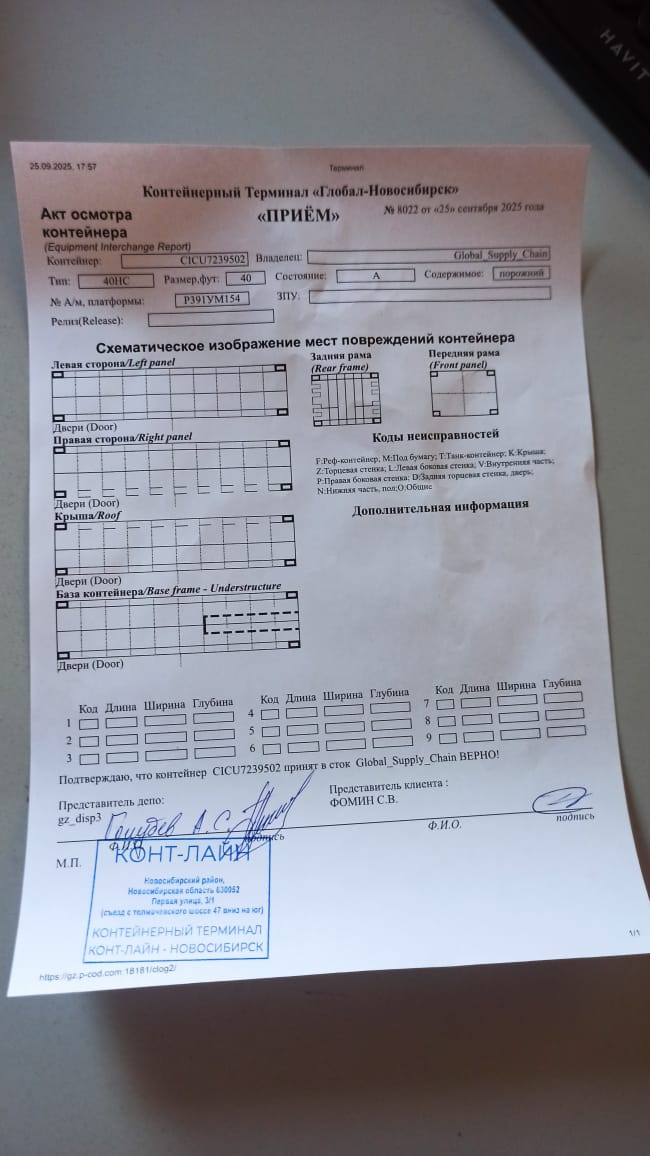 HAVIT
25.09.2025, 17:57 Терминал
Контейнерный Терминал «Глобал-Новосибирск»
Акт осмотра контейнера «ПРИЁМ» № 8022 от «25» сентября 2025 года
(Equipment Interchange Report)
Контейнер: CICU7239502 Владелец: Global_Supply_Chain
Тип: 40HC Размер,фут: 40 Состояние: A Содержимое: порожний
№ А/м, платформы: Р391УМ154 ЗПУ:
Релиз(Release):
Схематическое изображение мест повреждений контейнера
Левая сторона/Left panel
Задняя рама (Rear frame)
Передняя рама (Front panel)
Двери (Door)
Правая сторона/Right panel
Двери (Door)
Крыша/Roof
Двери (Door)
База контейнера/Base frame - Understructure
Двери (Door)
Коды неисправностей
F:Реф-контейнер, M:Под бумагу; T:Танк-контейнер; K:Крыша;
Z:Торцевая стенка; L:Левая боковая стенка, V:Внутренняя часть;
P:Правая боковая стенка; D:Задняя торцевая стенка, дверь;
N:Нижняя часть, пол;O:Общие
Дополнительная информация
Код Длина Ширина Глубина Код Длина Ширина Глубина Код Длина Ширина Глубина
1 4 7
2 5 8
3 6 9
Подтверждаю, что контейнер CICU7239502 принят в сток Global_Supply_Chain ВЕРНО!
Представитель депо: Представитель клиента :
gz_disp3 Голудев А.С. ФОМИН С.В.
Ф.И.О. подпись Ф.И.О. подпись
М.П.
КОНТ-ЛАЙН
Новосибирский район,
Новосибирская область 630052
Первая улица, 3/1
(съезд с толмачевского шоссе 47 вниз на юг)
КОНТЕЙНЕРНЫЙ ТЕРМИНАЛ
КОНТ-ЛАЙН - НОВОСИБИРСК
https://gz.p-cod.com:18181/clog2/ 1/1